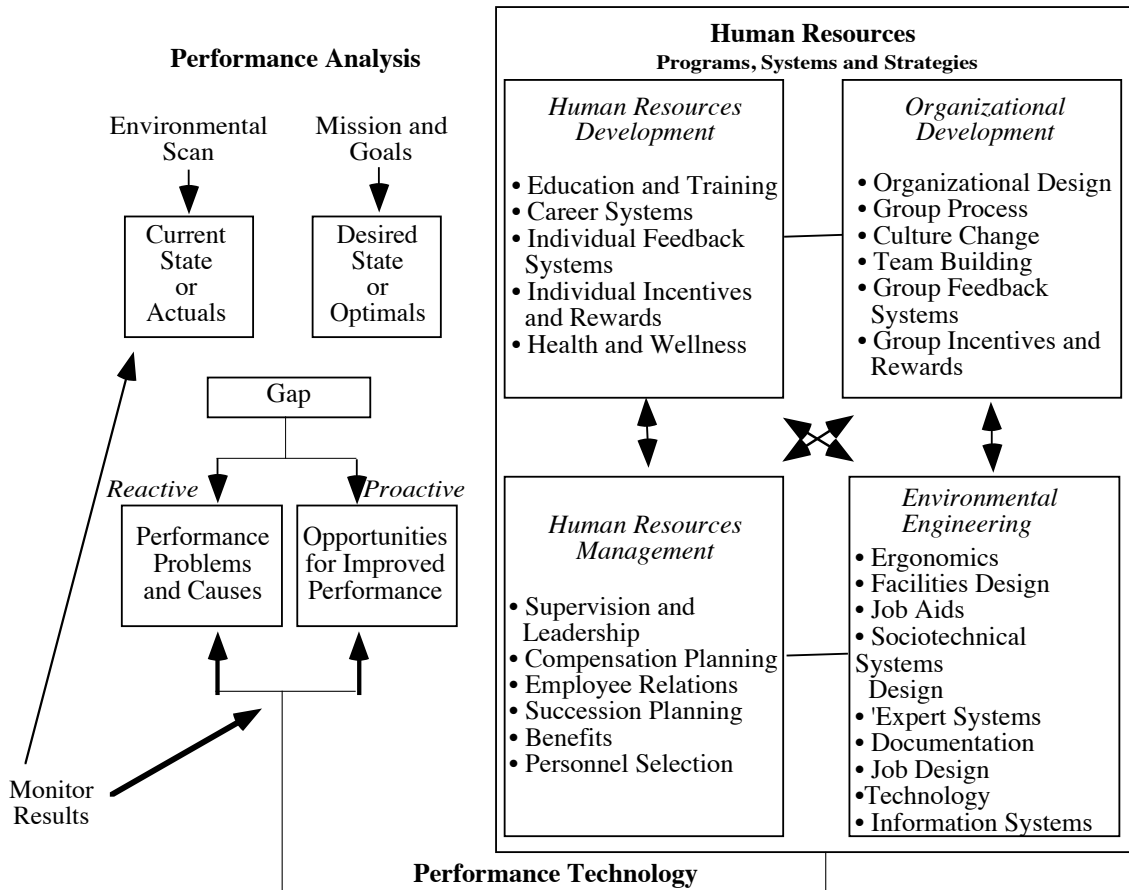 Performance Analysis
Environmental
Scan
Mission and
Goals
Current
State
or
Actuals
Desired
State
or
Optimals
Gap
Reactive
Proactive
Performance
Problems
and Causes
Opportunities
for Improved
Performance
Monitor
Results
Human Resources
Programs, Systems and Strategies
Human Resources
Development
• Education and Training
• Career Systems
• Individual Feedback
Systems
• Individual Incentives
and Rewards
• Health and Wellness
Organizational
Development
• Organizational Design
• Group Process
• Culture Change
• Team Building
• Group Feedback
Systems
• Group Incentives and
Rewards
Human Resources
Management
• Supervision and
Leadership
• Compensation Planning
• Employee Relations
• Succession Planning
• Benefits
• Personnel Selection
Environmental
Engineering
• Ergonomics
• Facilities Design
• Job Aids
• Sociotechnical
Systems
Design
• 'Expert Systems
• Documentation
• Job Design
•Technology
• Information Systems
Performance Technology